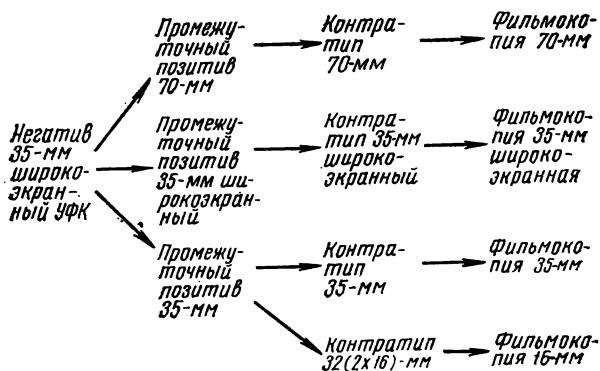 Промежу-
точный
позитив
70-мм
Контра-
тип
70-мм
Фильмоко-
пия 70-мм
Негатив
35-мм
широко-
экран-
ный УФК
Промежу-
точный
позитив
35-мм ши-
рокоэкран-
ный
Контра-
тип 35-мм
широко-
экранный
Фильмоко-
пия 35-мм
широко-
экранная
Промежу-
точный
позитив
35-мм
Контра-
тип
35-мм
Фильмоко-
пия 35-мм
Контратип
32(2×16)-мм
Фильмоко-
пия 16-мм